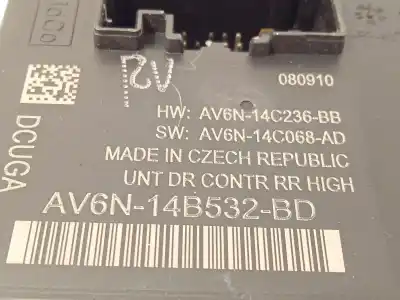 080910
HW: AV6N-14C236-BB
SW: AV6N-14C068-AD
MADE IN CZECH REPUBLIC
UNT DR CONTR RR HIGH
DCUGA
AV6N-14B532-BD